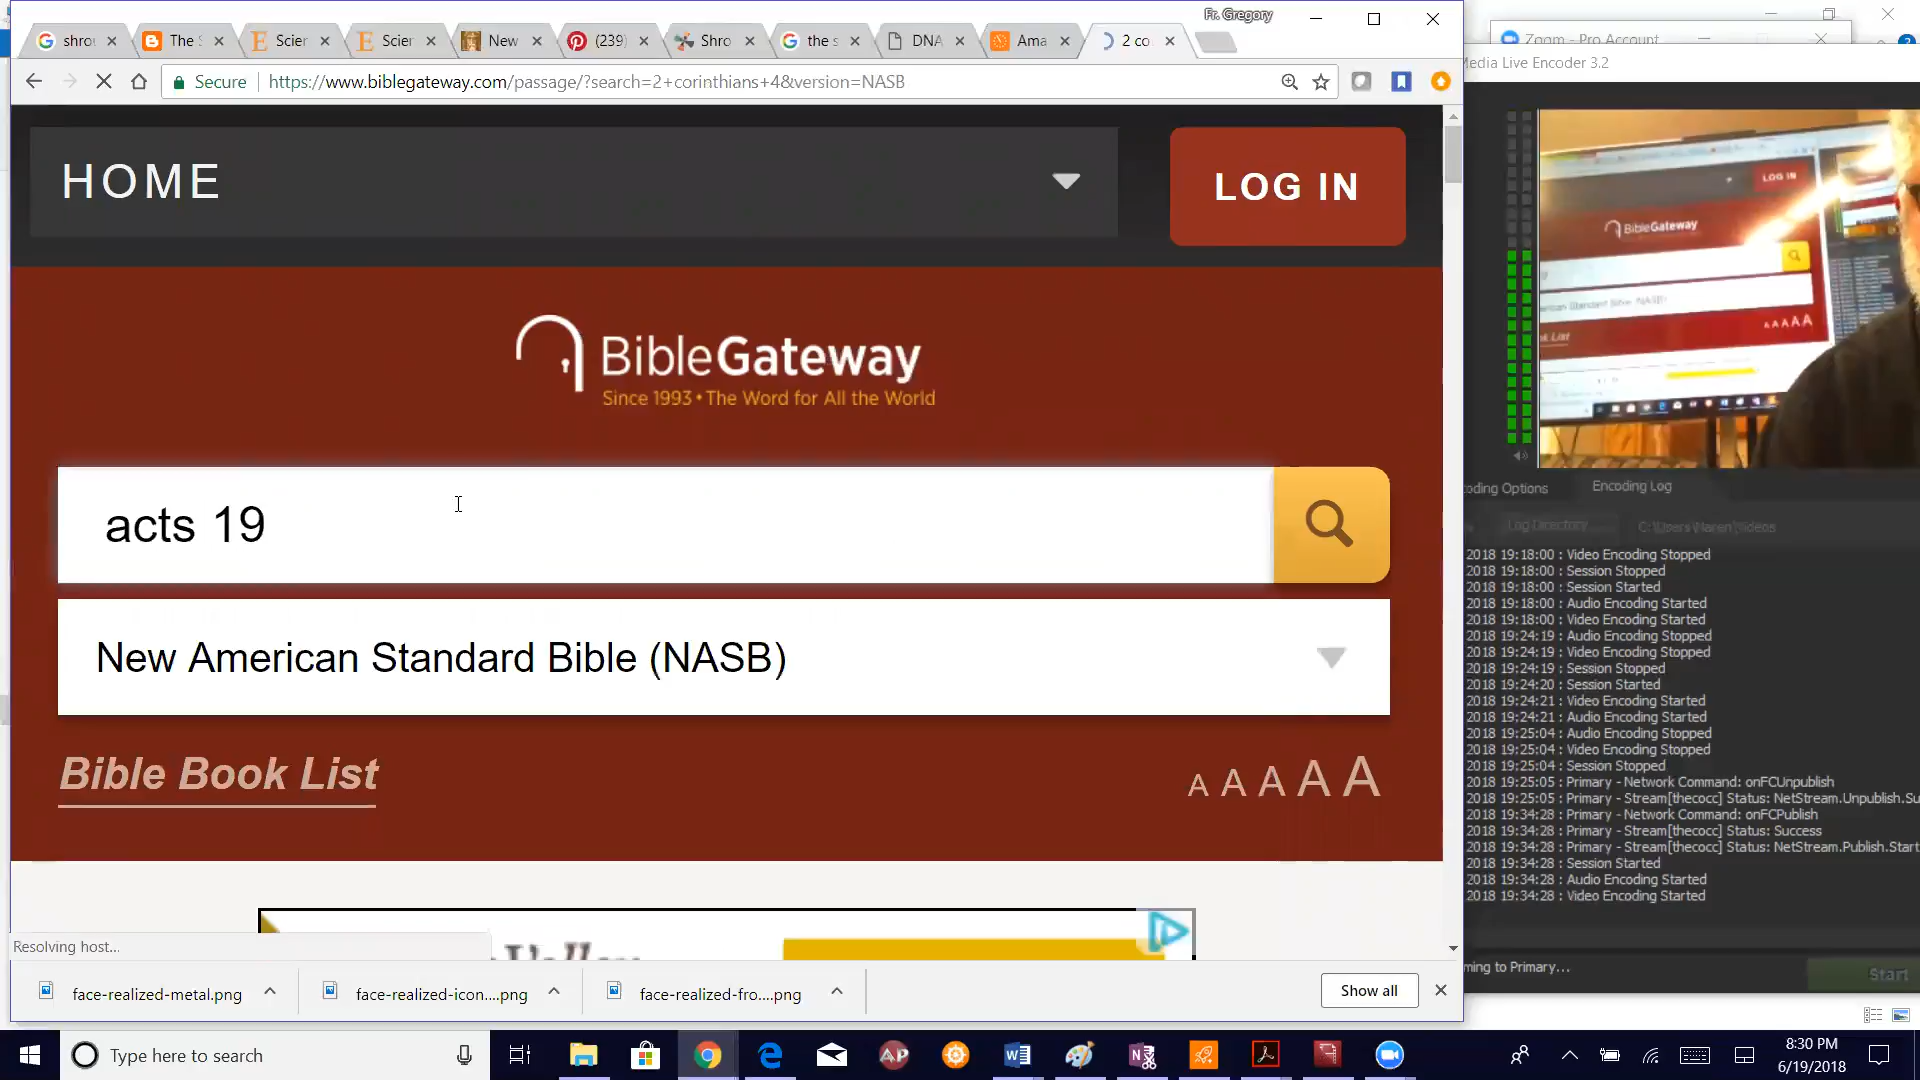 Fr. Gregory
shrou
The S
Scien
Scien
New
(239)
Shro
the s
DNA
Ama
2 co
Zoom - Pro Account
Media Live Encoder 3.2
Secure
https://www.biblegateway.com/passage/?search=2+corinthians+4&version=NASB
HOME
LOG IN
LOG IN
BibleGateway
BibleGateway
Since 1993 • The Word for All the World
acts 19
New American Standard Bible (NASB)
Bible Book List
A A A A A
coding Options
Encoding Log
Log Directory
2018 19:18:00 : Video Encoding Stopped
2018 19:18:00 : Session Stopped
2018 19:18:00 : Session Started
2018 19:18:00 : Audio Encoding Started
2018 19:18:00 : Video Encoding Started
2018 19:24:19 : Audio Encoding Stopped
2018 19:24:19 : Video Encoding Stopped
2018 19:24:19 : Session Stopped
2018 19:24:20 : Session Started
2018 19:24:21 : Video Encoding Started
2018 19:24:21 : Audio Encoding Started
2018 19:25:04 : Audio Encoding Stopped
2018 19:25:04 : Video Encoding Stopped
2018 19:25:04 : Session Stopped
2018 19:25:05 : Primary - Network Command: onFCUnpublish
2018 19:25:05 : Primary - Stream[thecocc] Status: NetStream.Unpublish.Su
2018 19:34:28 : Primary - Network Command: onFCPublish
2018 19:34:28 : Primary - Stream[thecocc] Status: Success
2018 19:34:28 : Primary - Stream[thecocc] Status: NetStream.Publish.Start
2018 19:34:28 : Session Started
2018 19:34:28 : Audio Encoding Started
2018 19:34:28 : Video Encoding Started
Resolving host...
ming to Primary...
Start
face-realized-metal.png
face-realized-icon....png
face-realized-fro....png
Show all
Type here to search
8:30 PM
6/19/2018